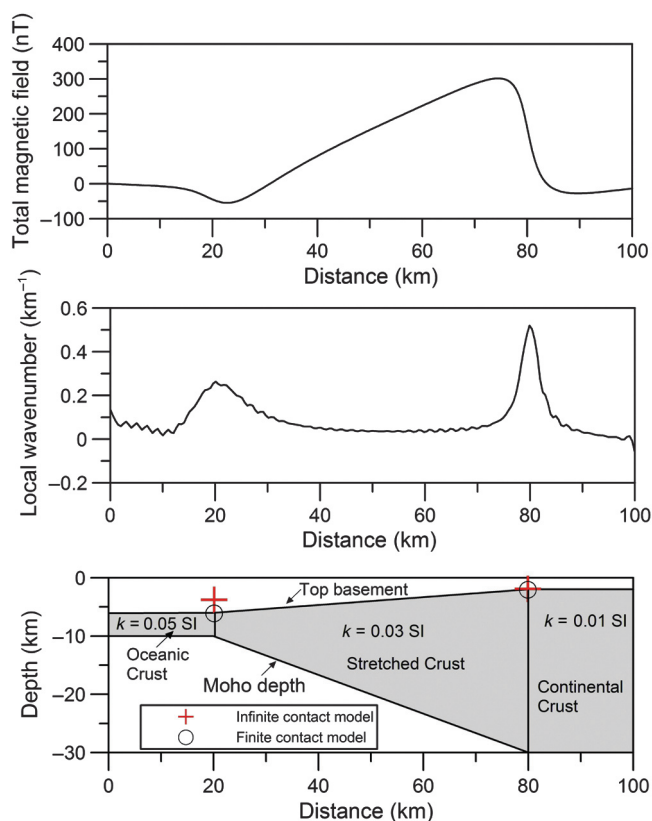 Total magnetic field (nT)
400
300
200
100
0
−100
0 20 40 60 80 100
Distance (km)
Local wavenumber (km⁻¹)
0.6
0.4
0.2
0
−0.2
0 20 40 60 80 100
Distance (km)
Depth (km)
0
−10
−20
−30
Top basement
k = 0.05 SI
k = 0.03 SI
k = 0.01 SI
Oceanic
Crust
Stretched Crust
Moho depth
Continental
Crust
Infinite contact model
Finite contact model
0 20 40 60 80 100
Distance (km)